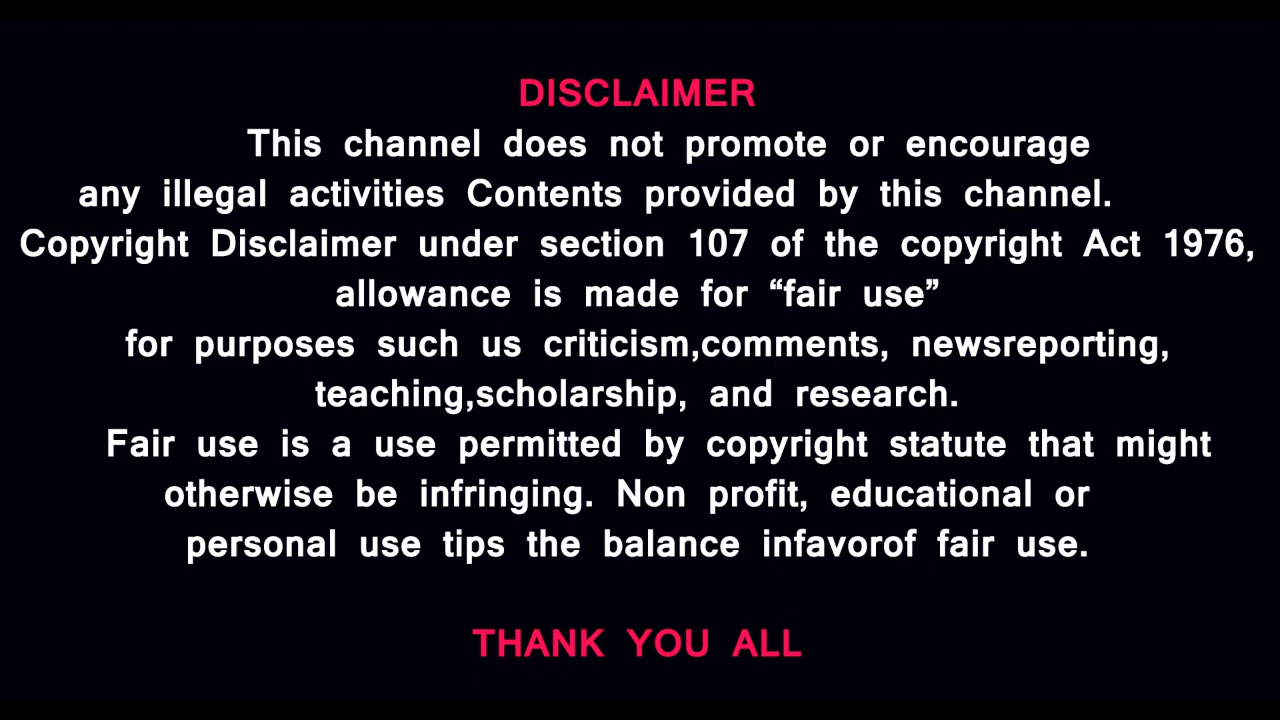 DISCLAIMER
This channel does not promote or encourage
any illegal activities Contents provided by this channel.
Copyright Disclaimer under section 107 of the copyright Act 1976,
allowance is made for “fair use”
for purposes such us criticism,comments, newsreporting,
teaching,scholarship, and research.
Fair use is a use permitted by copyright statute that might
otherwise be infringing. Non profit, educational or
personal use tips the balance infavorof fair use.
THANK YOU ALL